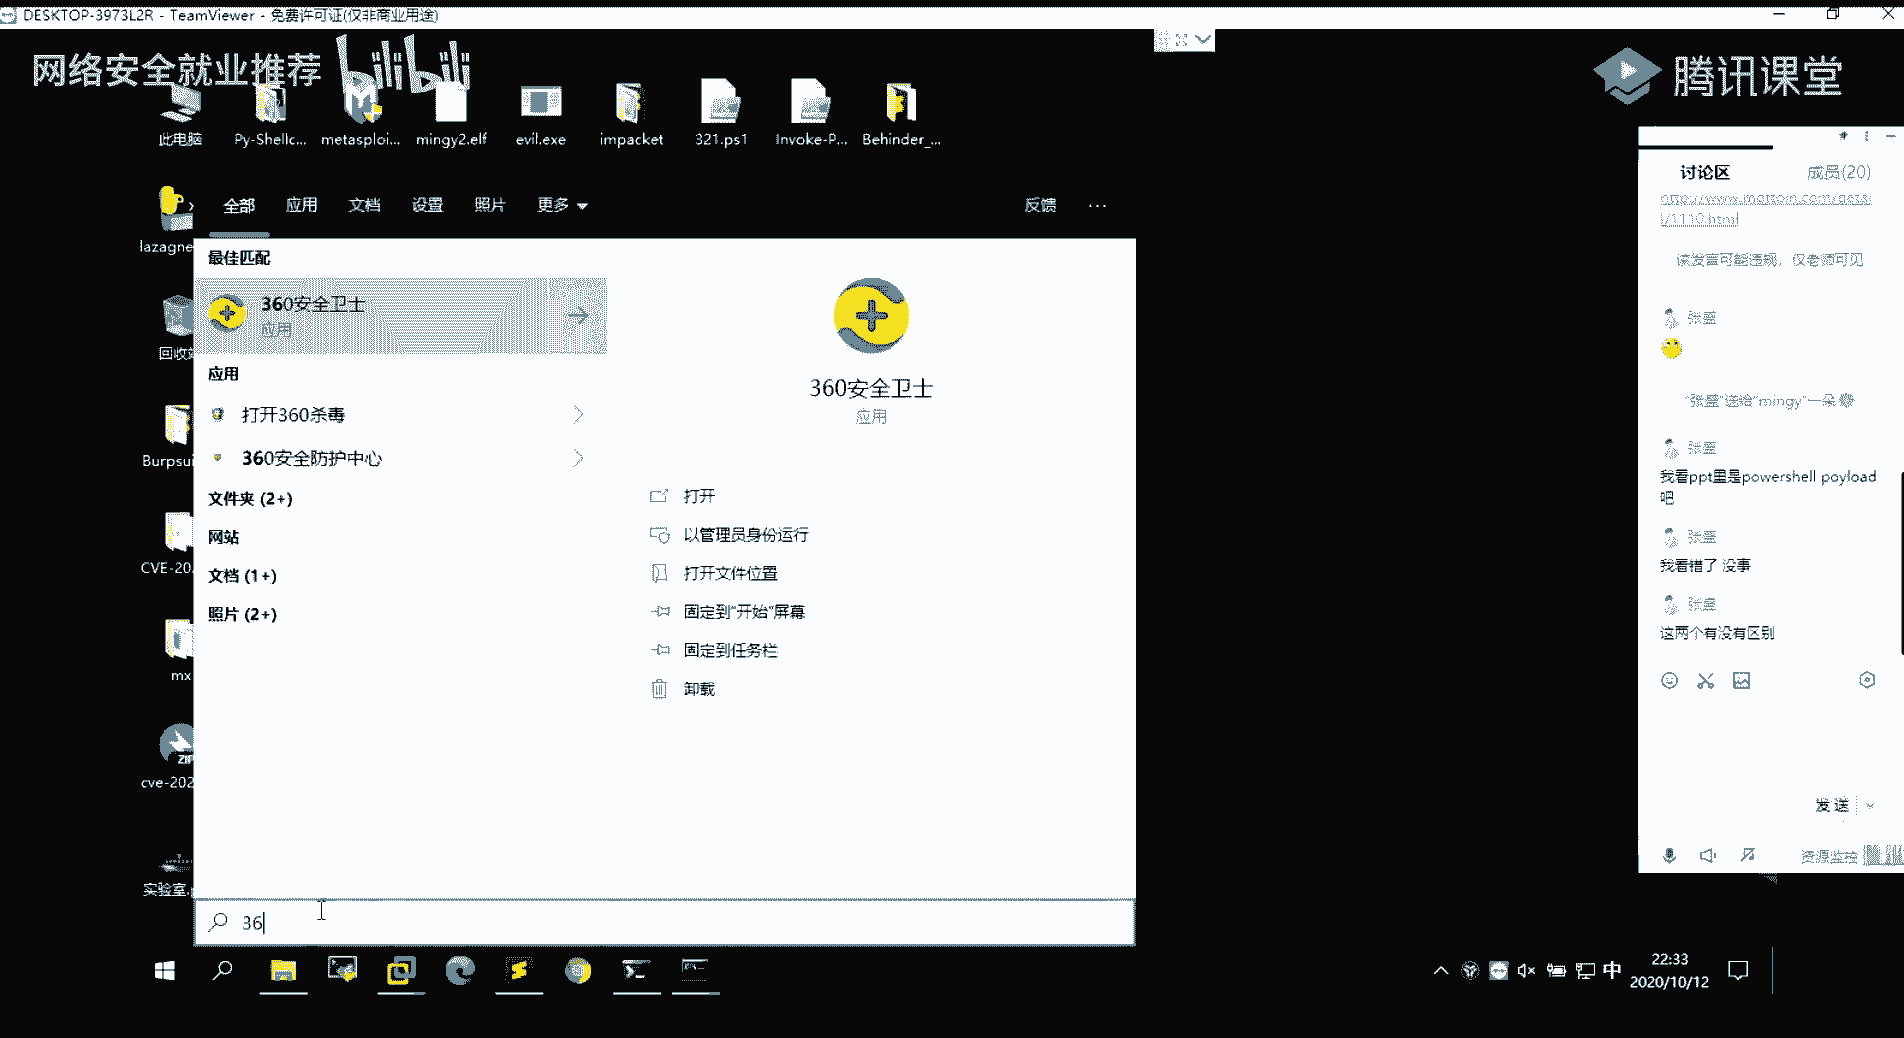 DESKTOP-3973L2R - TeamViewer - 免费许可证(仅非商业用途)
网络安全就业推荐
bilibili
腾讯课堂
此电脑
Py-Shellc...
metasploi...
mingy2.elf
evil.exe
impacket
321.ps1
Invoke-P...
Behinder_...
lazagne
回收站
Burpsui
CVE-20.
mx
cve-202
实验室.
全部
应用
文档
设置
照片
更多
反馈
...
最佳匹配
360安全卫士
应用
应用
打开360杀毒
360安全防护中心
文件夹 (2+)
网站
文档 (1+)
照片 (2+)
360安全卫士
应用
打开
以管理员身份运行
打开文件位置
固定到“开始”屏幕
固定到任务栏
卸载
36
讨论区
成员(20)
l/1110.html
该发言可能违规，仅老师可见
张盛
"张盛"送给"mingy"一朵
张盛
我看ppt里是powershell poyload
吧
张盛
我看错了 没事
张盛
这两个有没有区别
发送
资源监控
中
22:33
2020/10/12